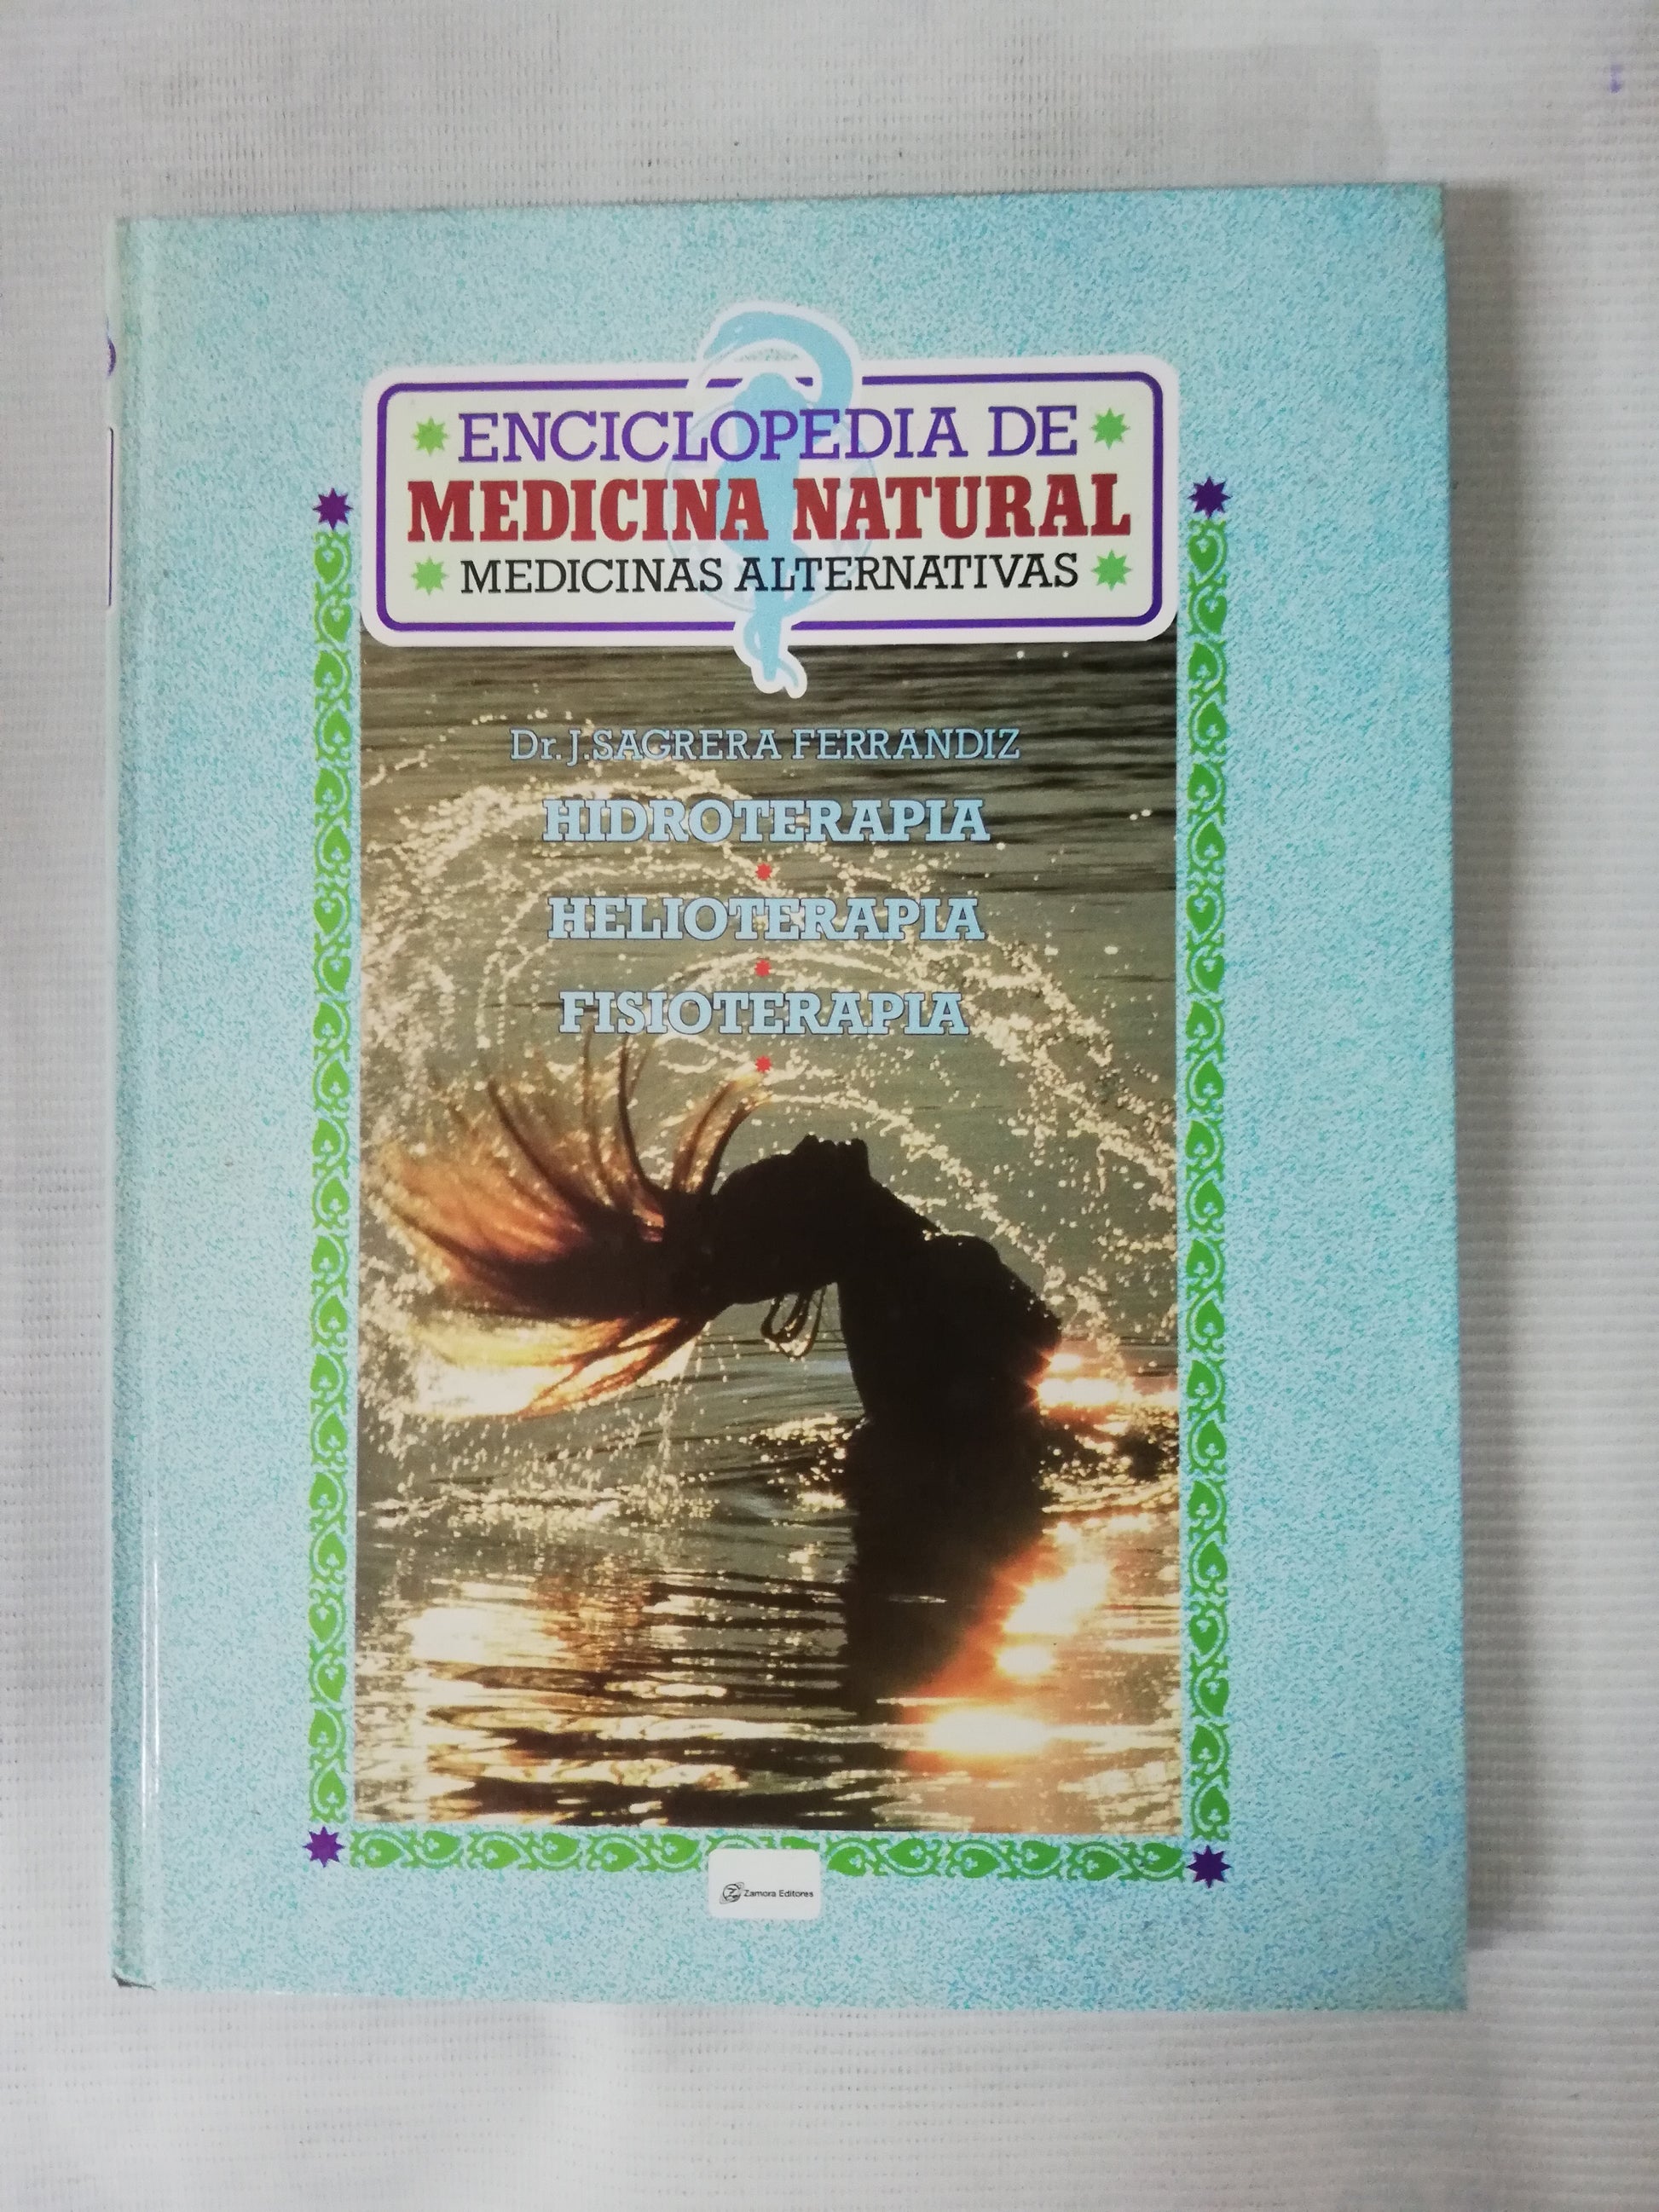 ENCICLOPEDIA DE
MEDICINA NATURAL
MEDICINAS ALTERNATIVAS
Dr. J. SAGRERA FERRANDIZ
HIDROTERAPIA
HELIOTERAPIA
FISIOTERAPIA
Zamora Editores